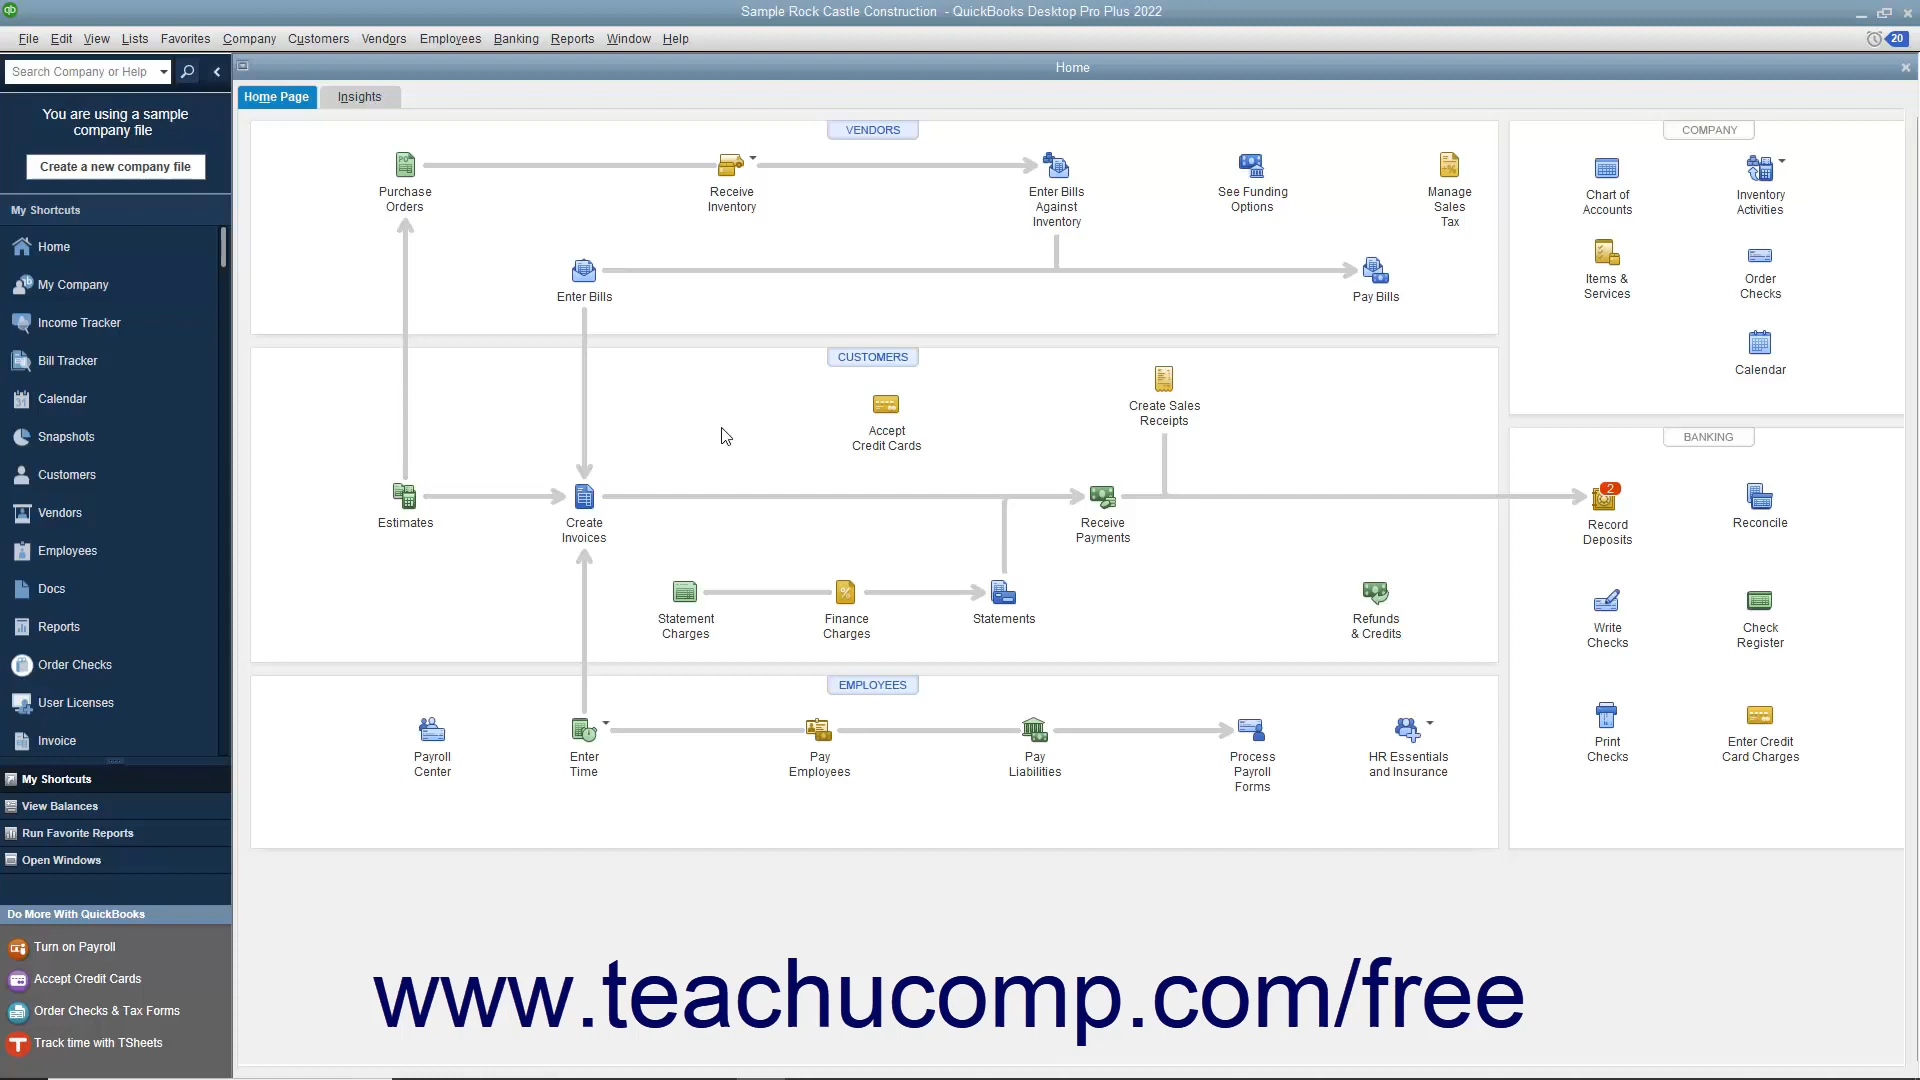 Sample Rock Castle Construction - QuickBooks Desktop Pro Plus 2022
File Edit View Lists Favorites Company Customers Vendors Employees Banking Reports Window Help
20
Search Company or Help
Home
Home Page
Insights
You are using a sample
company file
Create a new company file
My Shortcuts
Home
My Company
Income Tracker
Bill Tracker
31
Calendar
Snapshots
Customers
Vendors
Employees
Docs
Reports
Order Checks
User Licenses
Invoice
My Shortcuts
View Balances
Run Favorite Reports
Open Windows
Do More With QuickBooks
Turn on Payroll
Accept Credit Cards
Order Checks & Tax Forms
Track time with TSheets
VENDORS
Purchase
Orders
Receive
Inventory
Enter Bills
Against
Inventory
See Funding
Options
Manage
Sales
Tax
Enter Bills
Pay Bills
CUSTOMERS
Accept
Credit Cards
Create Sales
Receipts
Estimates
Create
Invoices
Receive
Payments
Statement
Charges
Finance
Charges
Statements
Refunds
& Credits
EMPLOYEES
Payroll
Center
Enter
Time
Pay
Employees
Pay
Liabilities
Process
Payroll
Forms
HR Essentials
and Insurance
COMPANY
Chart of
Accounts
Inventory
Activities
Items &
Services
Order
Checks
Calendar
BANKING
2
Record
Deposits
Reconcile
Write
Checks
Check
Register
Print
Checks
Enter Credit
Card Charges
www.teachucomp.com/free